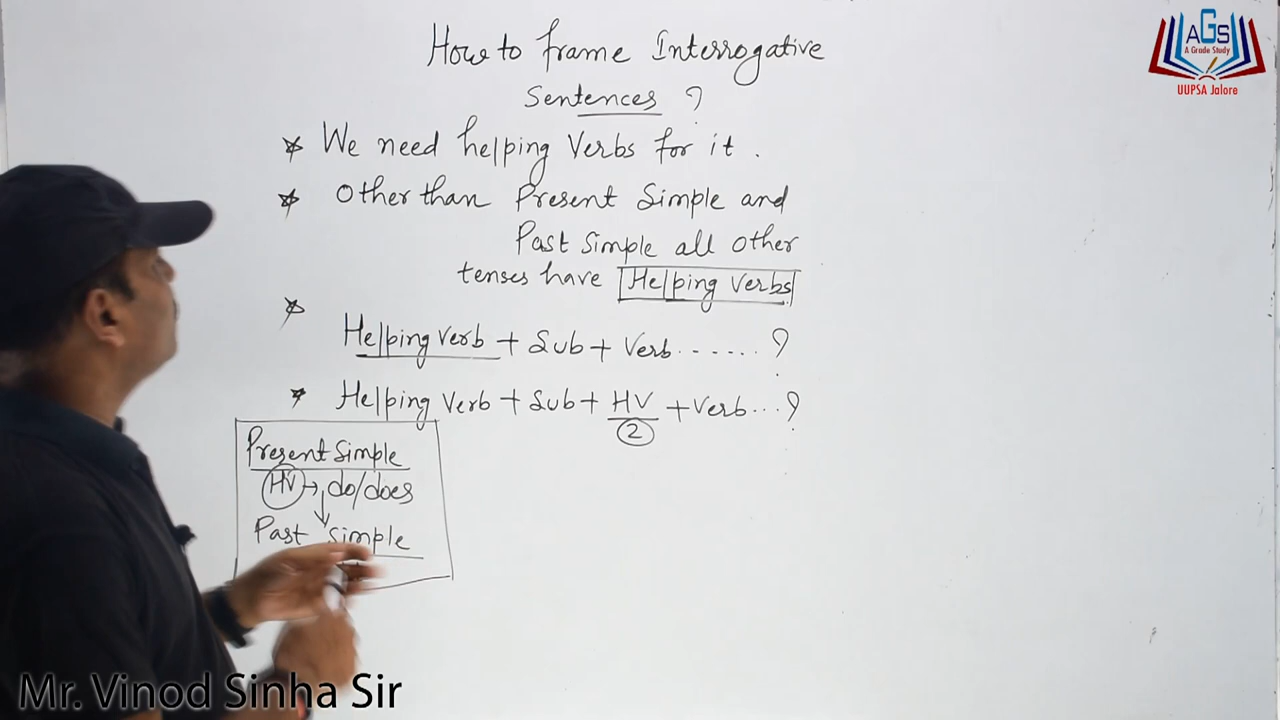 How to frame Interrogative
Sentences ?
We need helping Verbs for it .
Other than Present Simple and
Past Simple all other
tenses have Helping Verbs
Helping Verb + Sub + Verb ...... ?
Helping Verb + Sub + HV + Verb ... ?
2
Present Simple
HV → do/does
Past Simple
AGS
A Grade Study
UUPSA Jalore
Mr. Vinod Sinha Sir